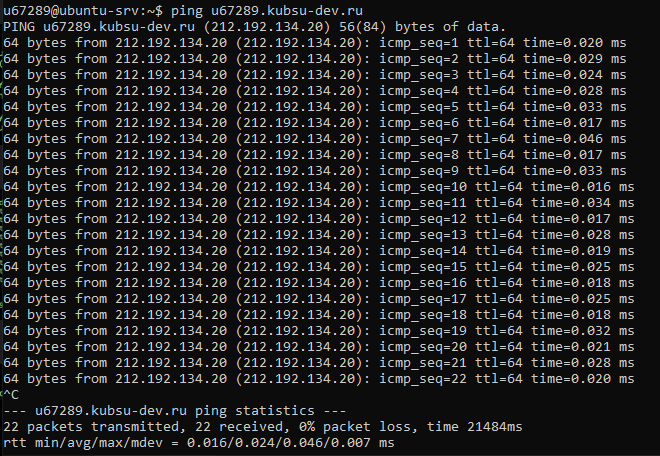 u67289@ubuntu-srv:~$ ping u67289.kubsu-dev.ru
PING u67289.kubsu-dev.ru (212.192.134.20) 56(84) bytes of data.
64 bytes from 212.192.134.20 (212.192.134.20): icmp_seq=1 ttl=64 time=0.020 ms
64 bytes from 212.192.134.20 (212.192.134.20): icmp_seq=2 ttl=64 time=0.029 ms
64 bytes from 212.192.134.20 (212.192.134.20): icmp_seq=3 ttl=64 time=0.024 ms
64 bytes from 212.192.134.20 (212.192.134.20): icmp_seq=4 ttl=64 time=0.028 ms
64 bytes from 212.192.134.20 (212.192.134.20): icmp_seq=5 ttl=64 time=0.033 ms
64 bytes from 212.192.134.20 (212.192.134.20): icmp_seq=6 ttl=64 time=0.017 ms
64 bytes from 212.192.134.20 (212.192.134.20): icmp_seq=7 ttl=64 time=0.046 ms
64 bytes from 212.192.134.20 (212.192.134.20): icmp_seq=8 ttl=64 time=0.017 ms
64 bytes from 212.192.134.20 (212.192.134.20): icmp_seq=9 ttl=64 time=0.033 ms
64 bytes from 212.192.134.20 (212.192.134.20): icmp_seq=10 ttl=64 time=0.016 ms
64 bytes from 212.192.134.20 (212.192.134.20): icmp_seq=11 ttl=64 time=0.034 ms
64 bytes from 212.192.134.20 (212.192.134.20): icmp_seq=12 ttl=64 time=0.017 ms
64 bytes from 212.192.134.20 (212.192.134.20): icmp_seq=13 ttl=64 time=0.028 ms
64 bytes from 212.192.134.20 (212.192.134.20): icmp_seq=14 ttl=64 time=0.019 ms
64 bytes from 212.192.134.20 (212.192.134.20): icmp_seq=15 ttl=64 time=0.025 ms
64 bytes from 212.192.134.20 (212.192.134.20): icmp_seq=16 ttl=64 time=0.018 ms
64 bytes from 212.192.134.20 (212.192.134.20): icmp_seq=17 ttl=64 time=0.025 ms
64 bytes from 212.192.134.20 (212.192.134.20): icmp_seq=18 ttl=64 time=0.018 ms
64 bytes from 212.192.134.20 (212.192.134.20): icmp_seq=19 ttl=64 time=0.032 ms
64 bytes from 212.192.134.20 (212.192.134.20): icmp_seq=20 ttl=64 time=0.021 ms
64 bytes from 212.192.134.20 (212.192.134.20): icmp_seq=21 ttl=64 time=0.028 ms
64 bytes from 212.192.134.20 (212.192.134.20): icmp_seq=22 ttl=64 time=0.020 ms
^C
--- u67289.kubsu-dev.ru ping statistics ---
22 packets transmitted, 22 received, 0% packet loss, time 21484ms
rtt min/avg/max/mdev = 0.016/0.024/0.046/0.007 ms